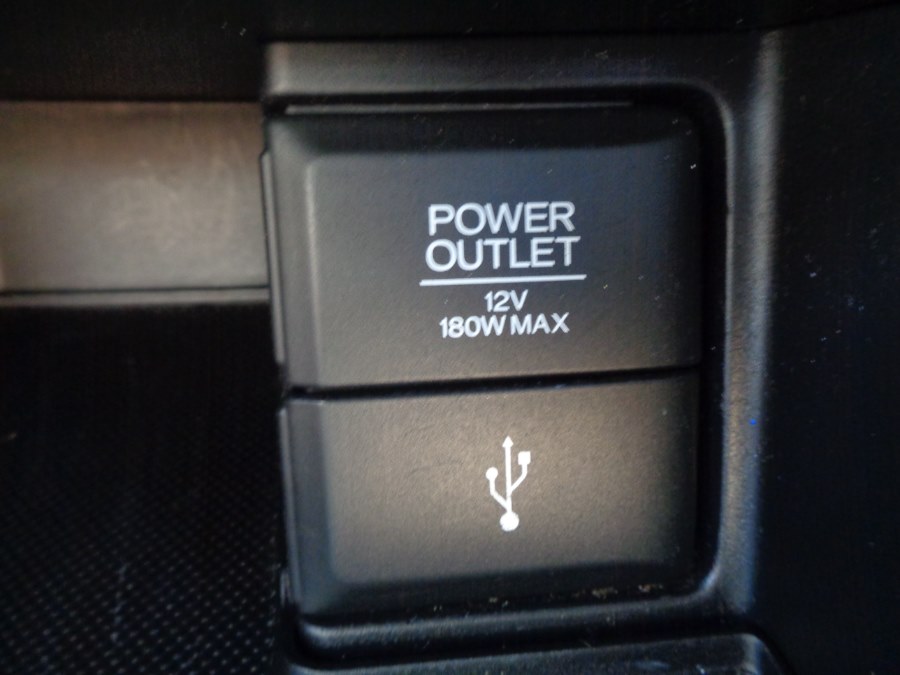 POWER
OUTLET
12V
180W MAX